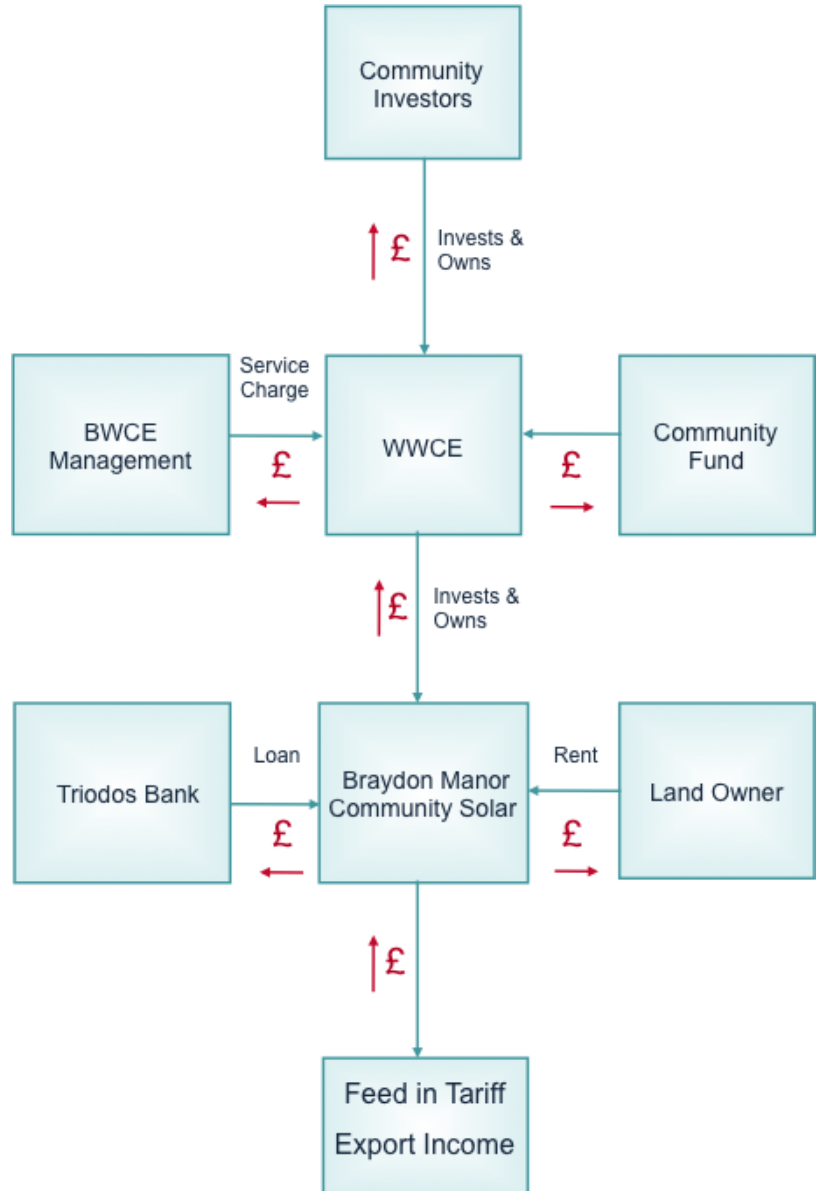 Community
Investors
£
Invests &
Owns
Service
Charge
BWCE
Management
£
WWCE
£
Community
Fund
£
Invests &
Owns
Triodos Bank
Loan
£
Braydon Manor
Community Solar
Rent
£
Land Owner
£
Feed in Tariff
Export Income